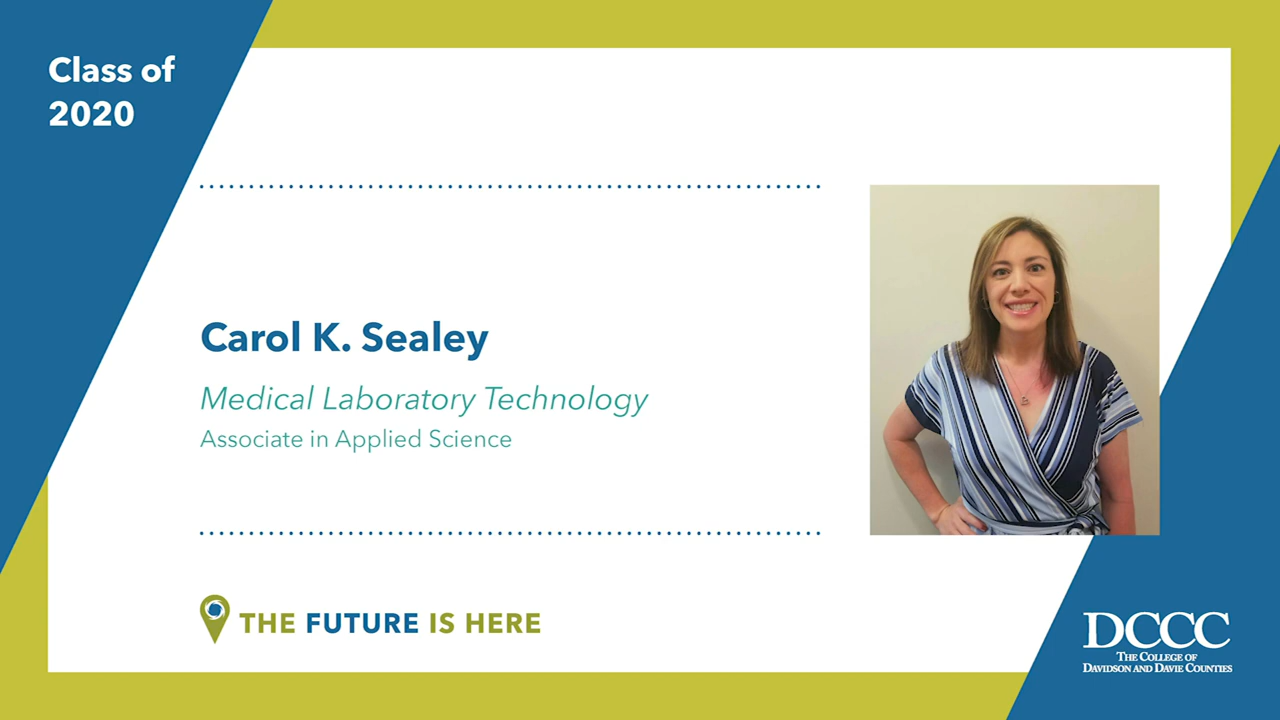 Class of
2020
Carol K. Sealey
Medical Laboratory Technology
Associate in Applied Science
THE FUTURE IS HERE
DCCC
THE COLLEGE OF
DAVIDSON AND DAVIE COUNTIES